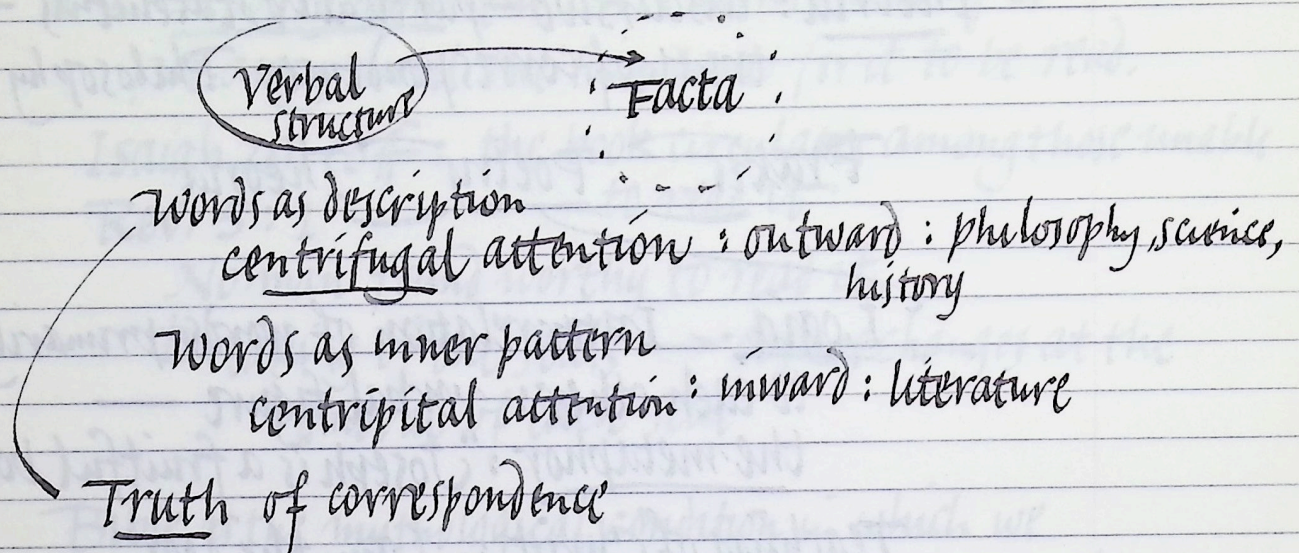 Verbal
structure
Facta
Words as description
centrifugal attention : outward : philosophy, science,
history
Words as inner pattern
centripital attention : inward : literature
Truth of correspondence